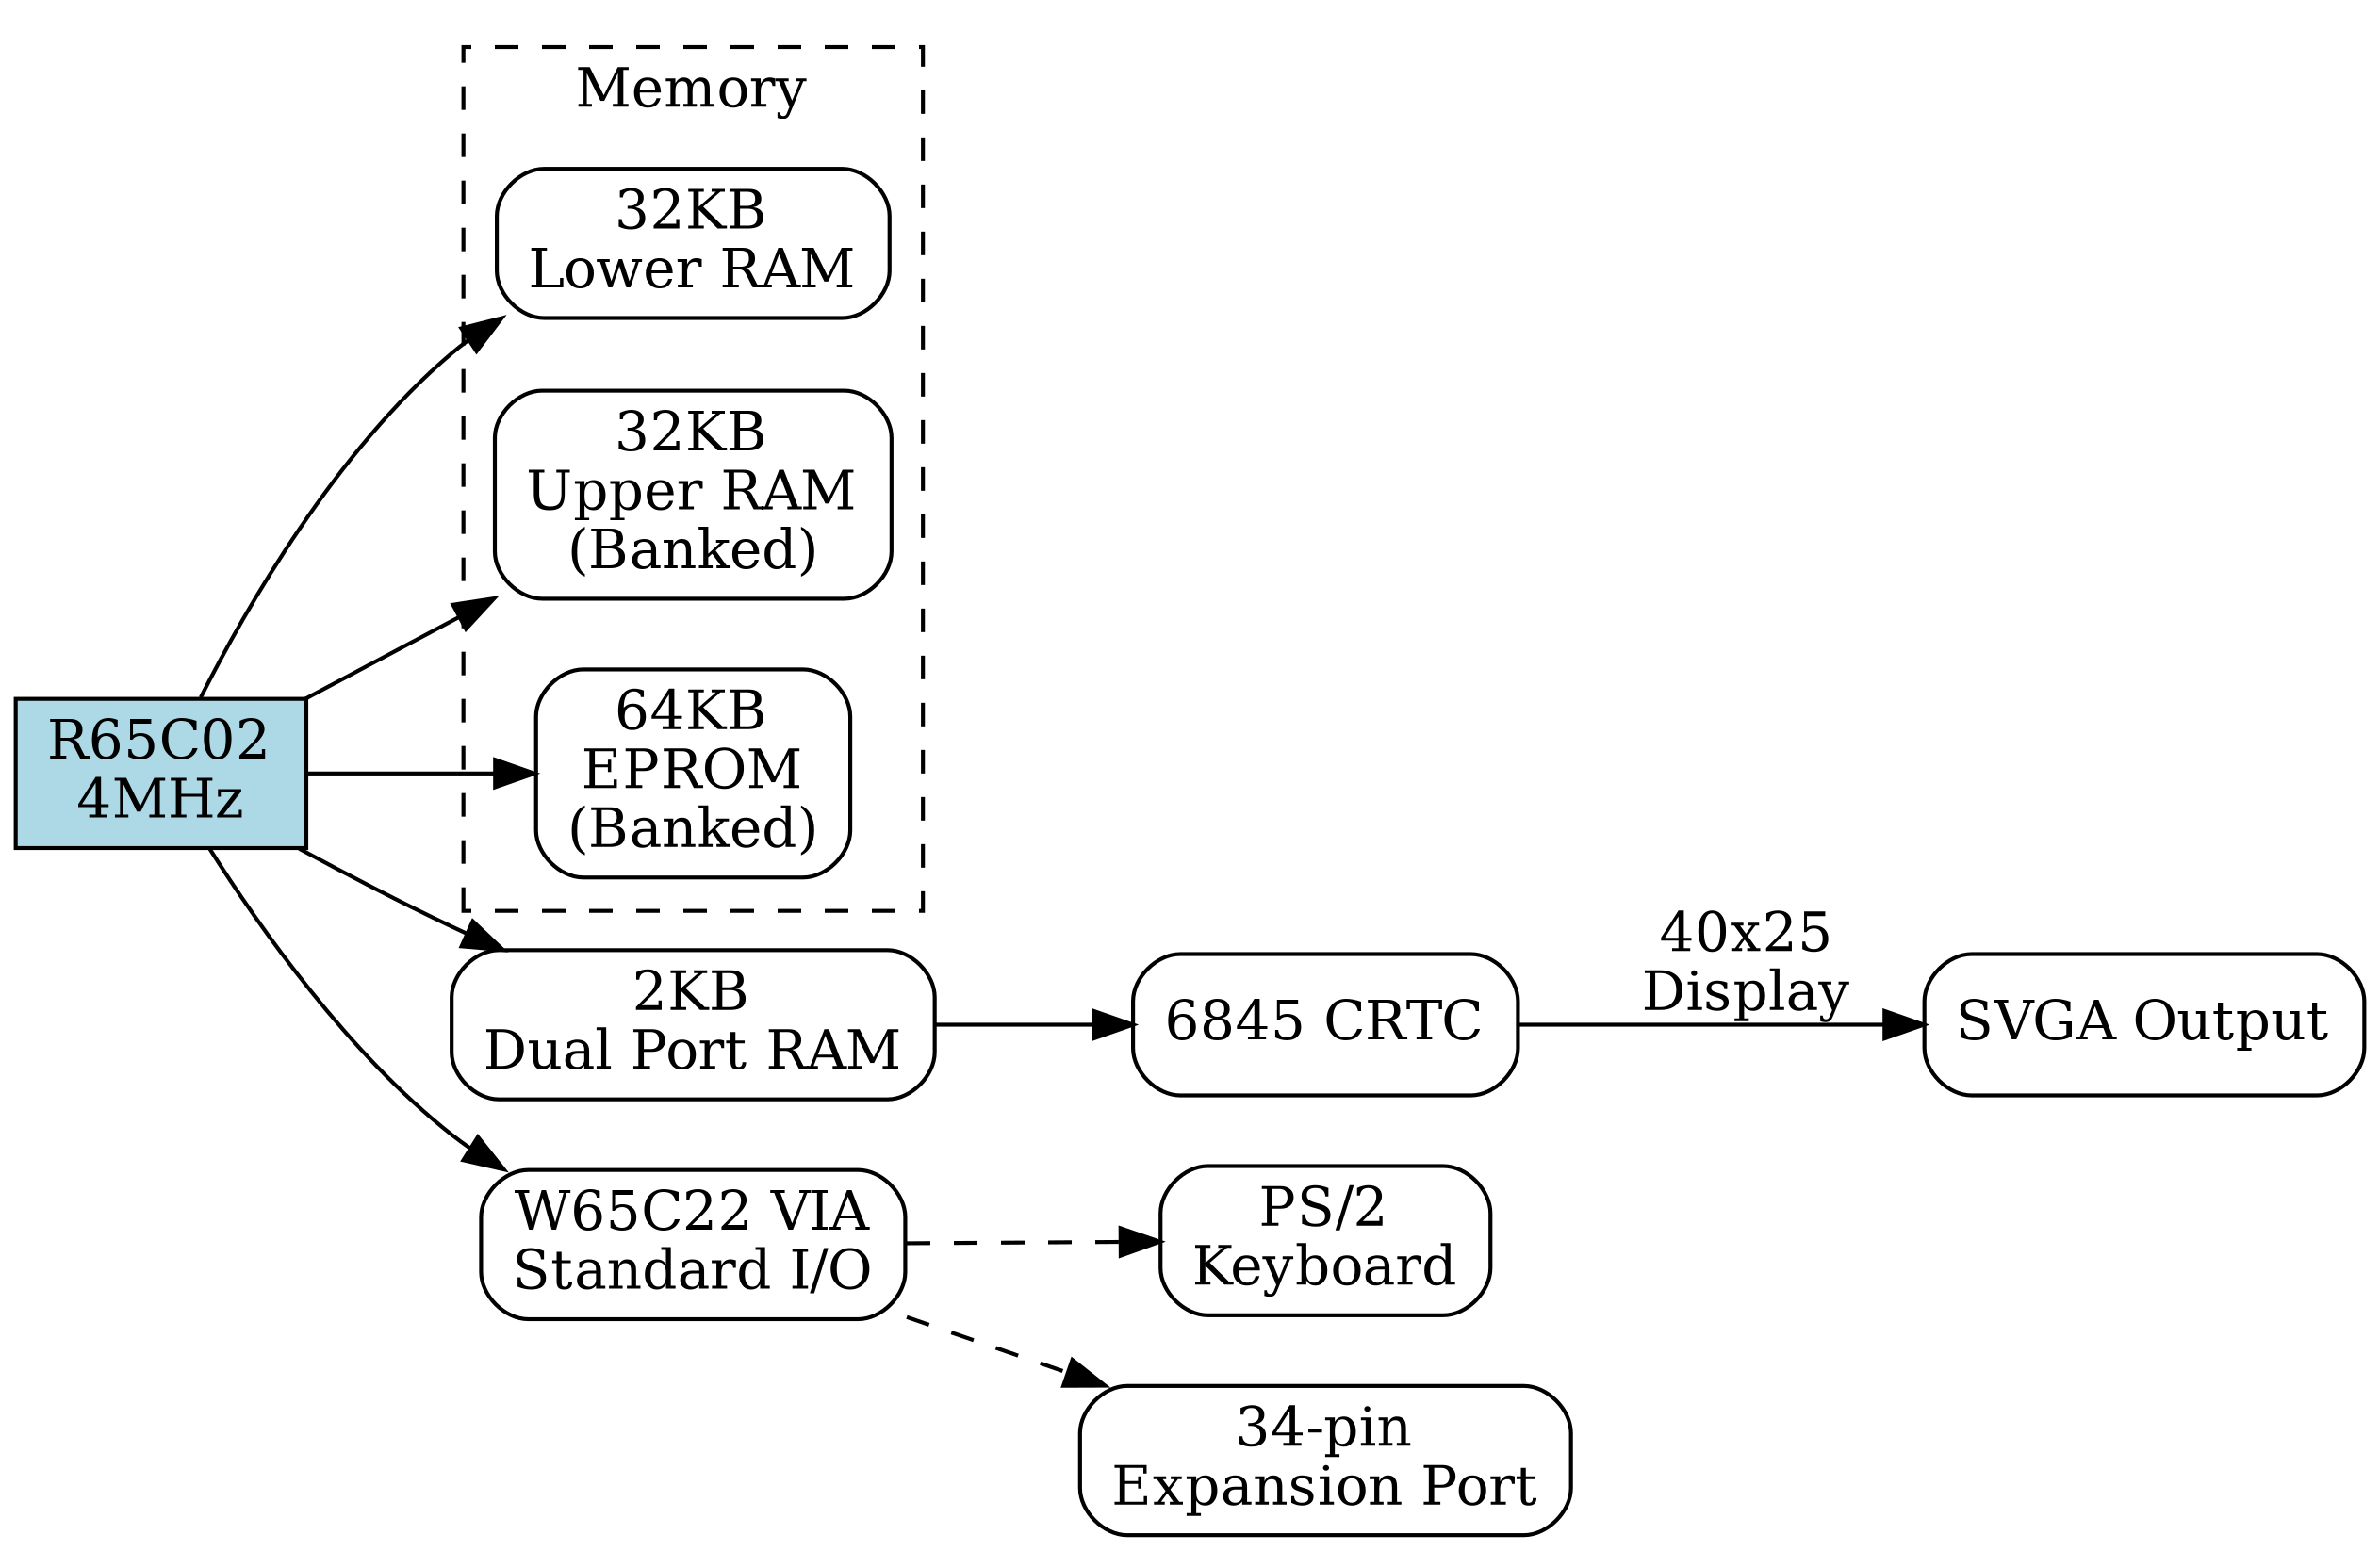 Memory
32KB
Lower RAM
32KB
Upper RAM
(Banked)
64KB
EPROM
(Banked)
R65C02
4MHz
2KB
Dual Port RAM
6845 CRTC
40x25
Display
SVGA Output
W65C22 VIA
Standard I/O
PS/2
Keyboard
34-pin
Expansion Port